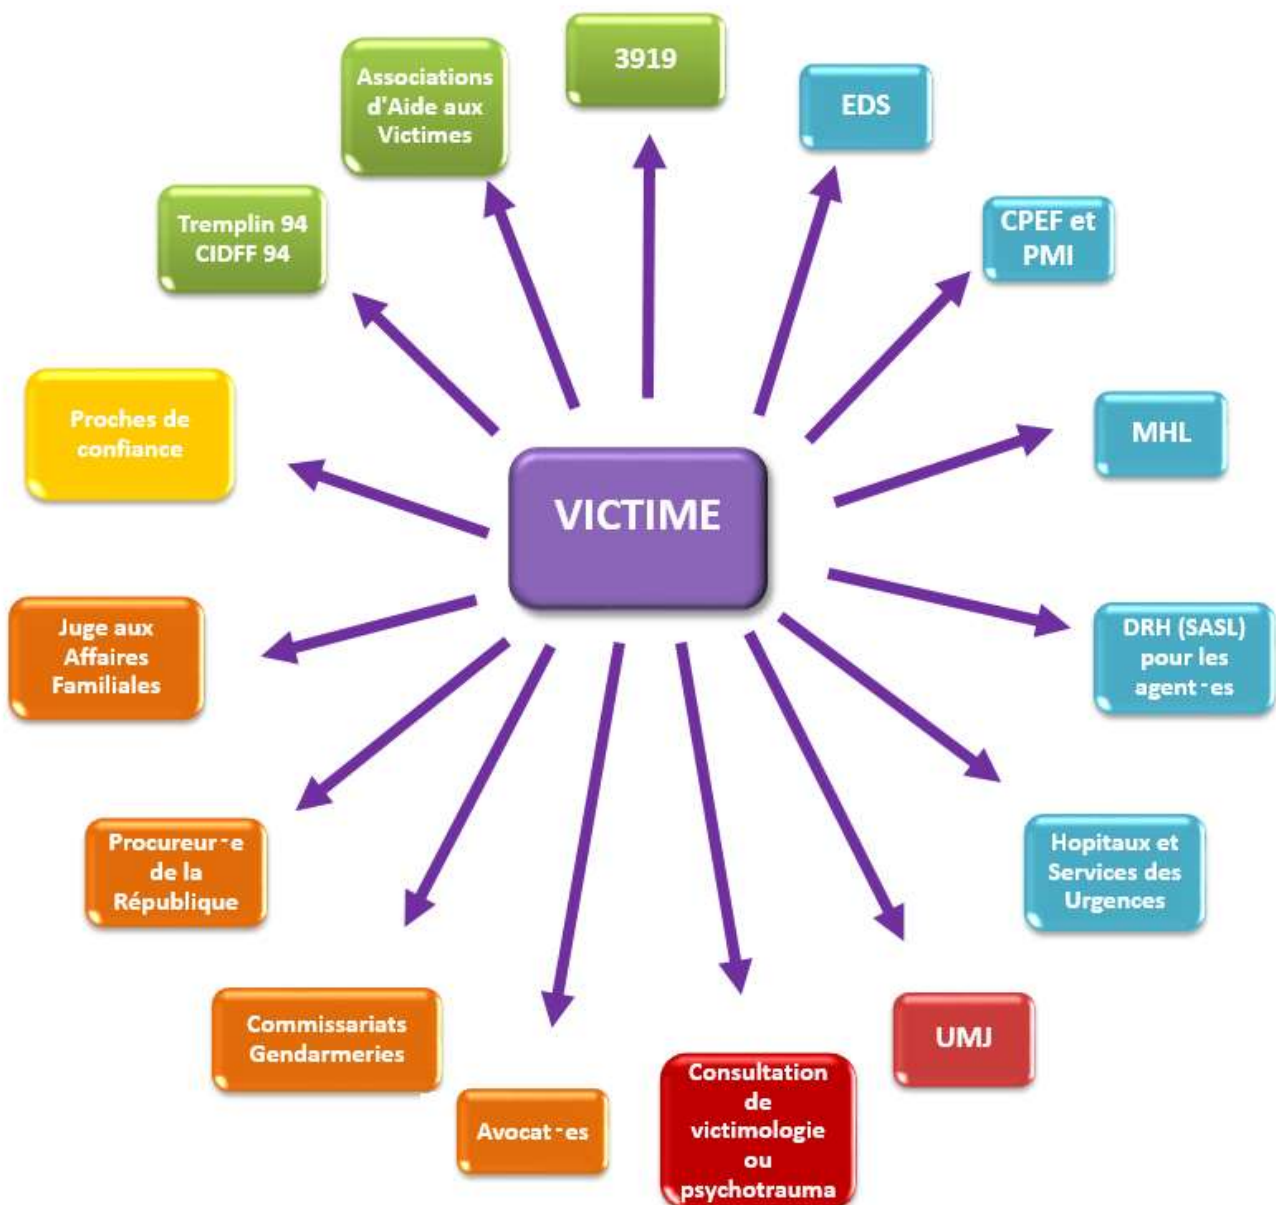 3919
EDS
CPEF et
PMI
MHL
DRH (SASL)
pour les
agent-es
Hopitaux et
Services des
Urgences
UMJ
Consultation
de
victimologie
ou
psychotrauma
Avocat-es
Commissariats
Gendarmeries
Procureur-e
de la
République
Juge aux
Affaires
Familiales
Proches de
confiance
Tremplin 94
CIDFF 94
Associations
d'Aide aux
Victimes
VICTIME